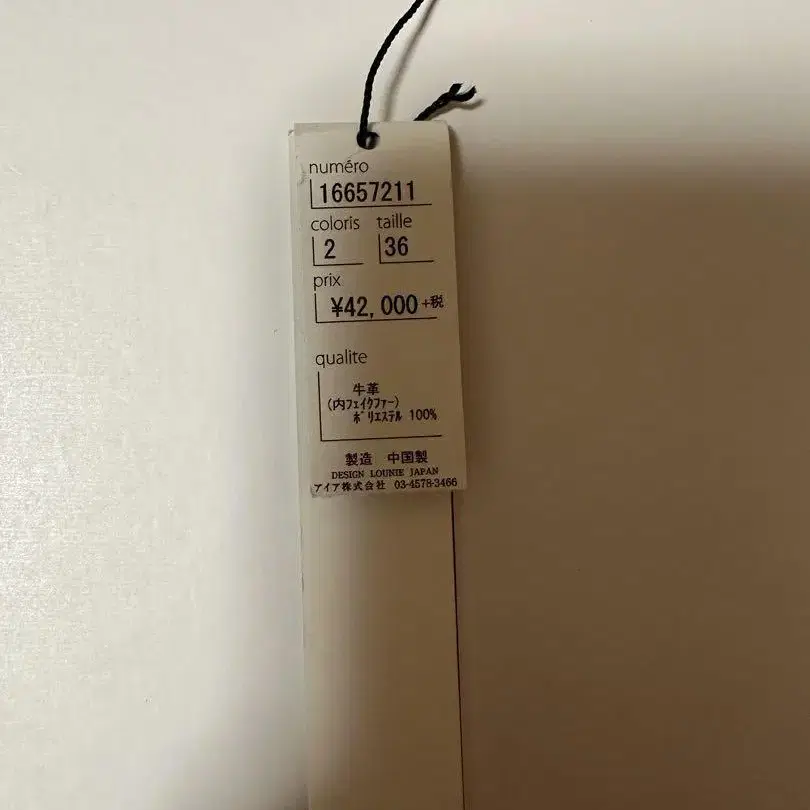 numéro
16657211
coloris taille
2 36
prix
¥42,000+税
qualite
牛革
(内フェイクファー)
ポリエステル 100%
製造 中国製
DESIGN LOUNIE JAPAN
アイア株式会社 03-4578-3466